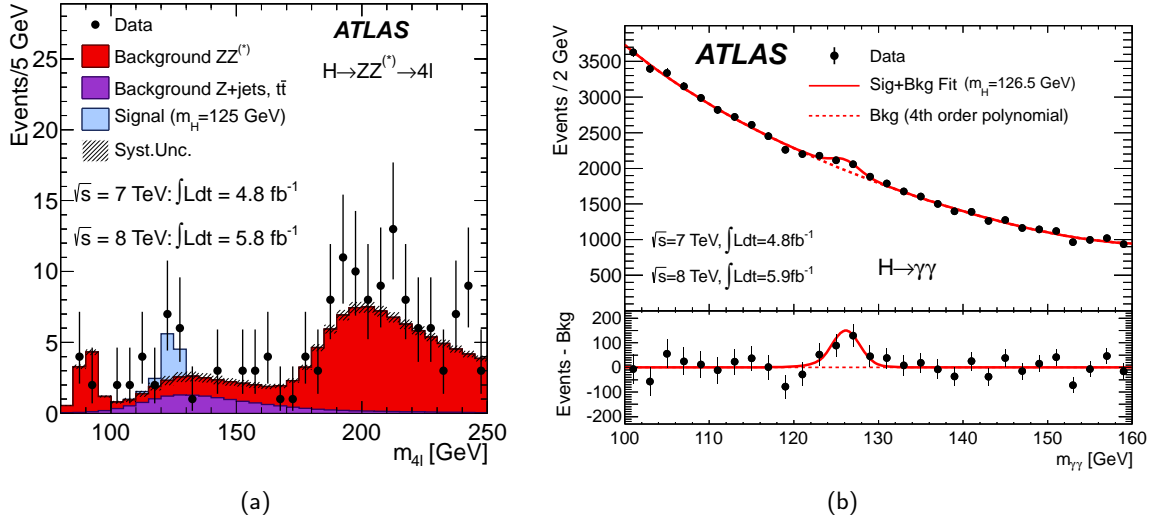 Events/5 GeV
25
20
15
10
5
0
Data
Background ZZ(*)
Background Z+jets, tt̄
Signal (mH=125 GeV)
Syst.Unc.
ATLAS
H→ZZ(*)→4l
√s = 7 TeV: ∫Ldt = 4.8 fb-1
√s = 8 TeV: ∫Ldt = 5.8 fb-1
100 150 200 250
m4l [GeV]
(a)
Events / 2 GeV
3500
3000
2500
2000
1500
1000
500
ATLAS
Data
Sig+Bkg Fit (mH=126.5 GeV)
Bkg (4th order polynomial)
√s=7 TeV, ∫Ldt=4.8fb-1
√s=8 TeV, ∫Ldt=5.9fb-1
H→γγ
Events - Bkg
200
100
0
-100
-200
100 110 120 130 140 150 160
mγγ [GeV]
(b)